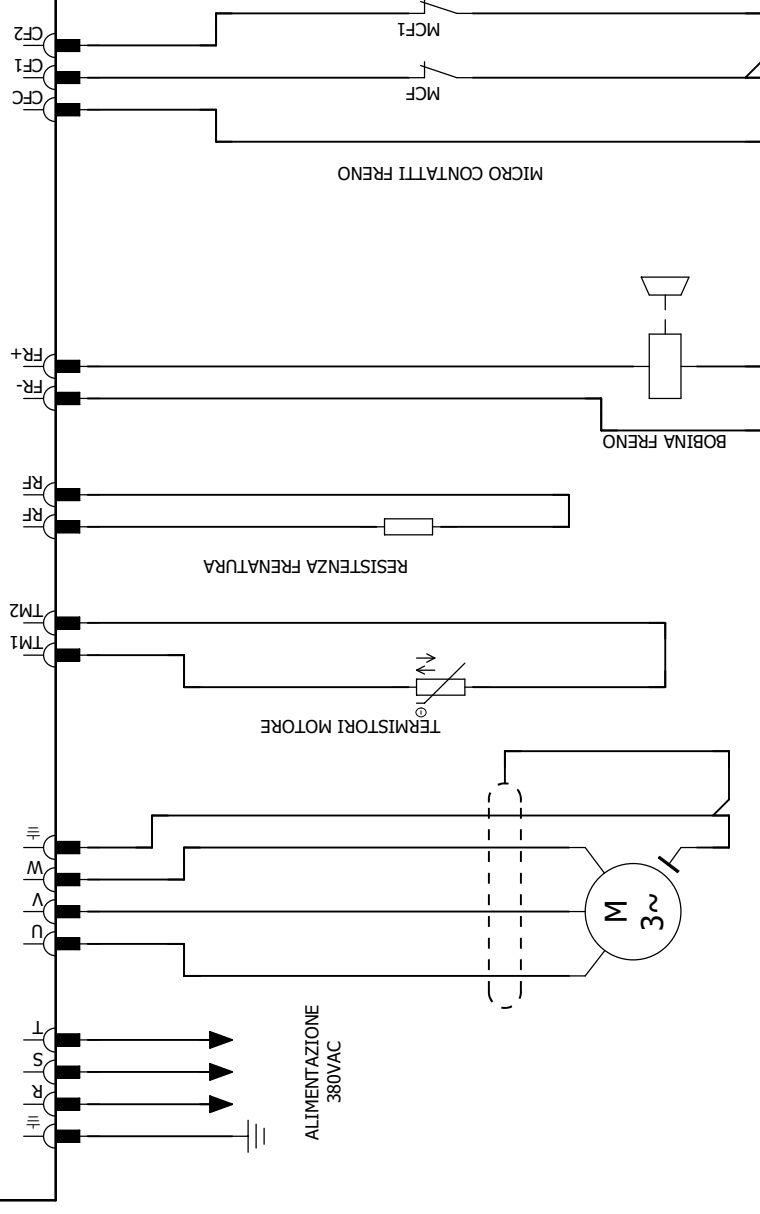 CF2
MCF1
CF1
MCF
CFC
MICRO CONTATTI FRENO
FR+
FR-
BOBINA FRENO
RF
RF
RESISTENZA FRENATURA
TM2
TM1
TERMISTORI MOTORE
W
V
U
M
3~
T
S
R
ALIMENTAZIONE
380VAC